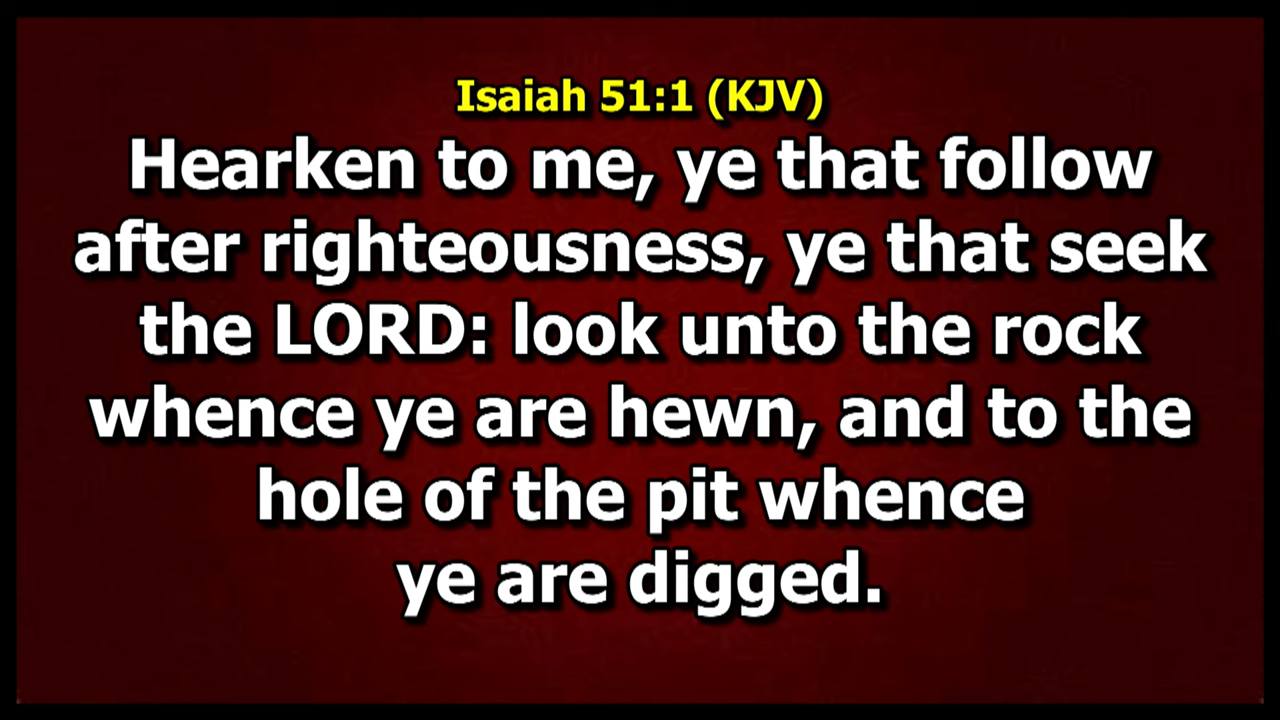 Isaiah 51:1 (KJV)
Hearken to me, ye that follow
after righteousness, ye that seek
the LORD: look unto the rock
whence ye are hewn, and to the
hole of the pit whence
ye are digged.